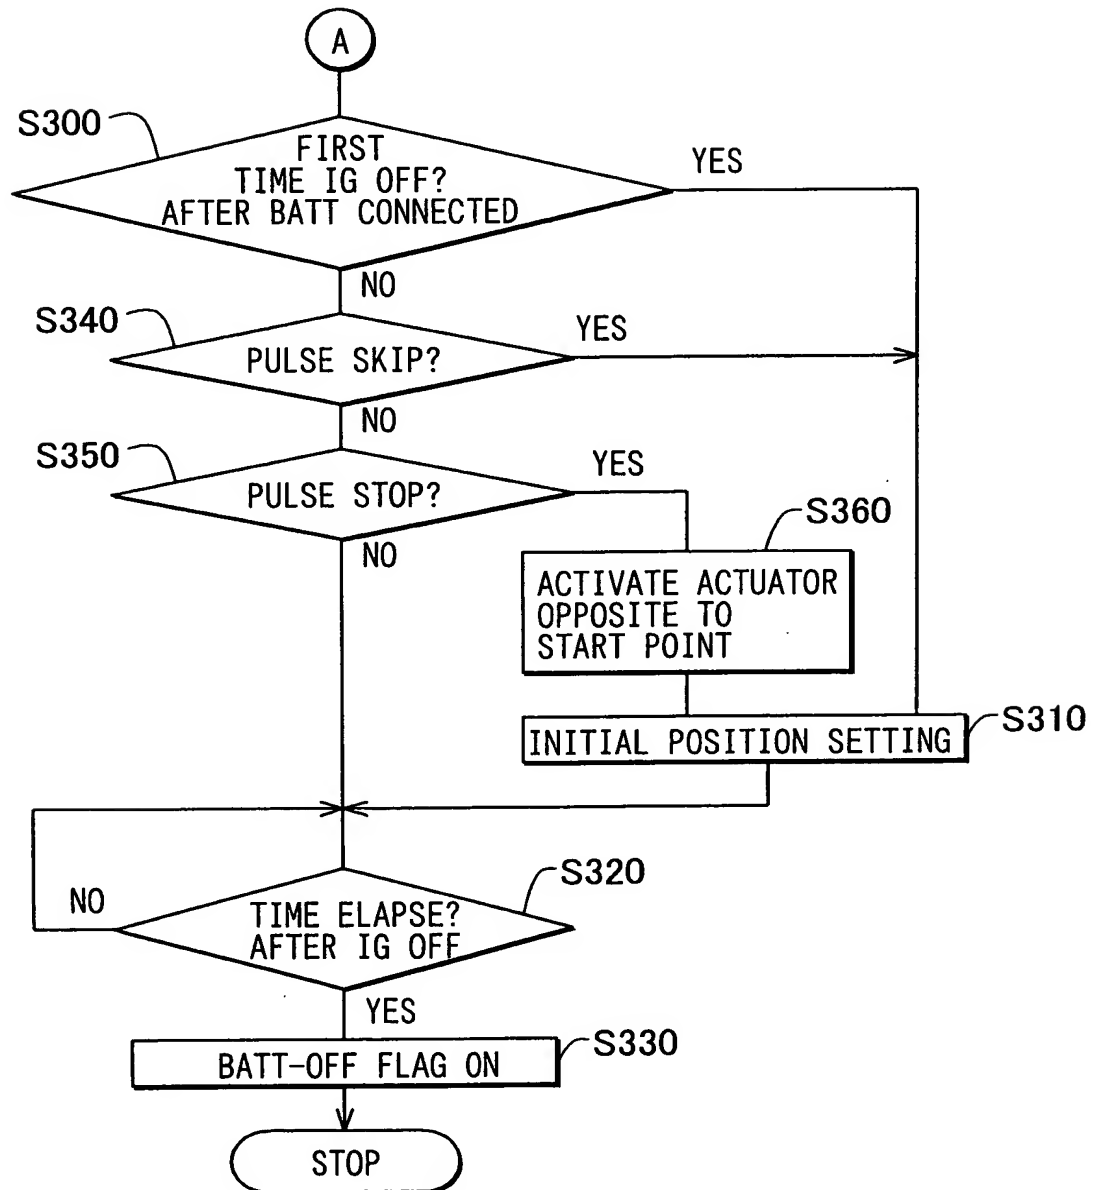 A
S300
FIRST
TIME IG OFF?
AFTER BATT CONNECTED
YES
NO
S340
PULSE SKIP?
YES
NO
S350
PULSE STOP?
YES
NO
S360
ACTIVATE ACTUATOR
OPPOSITE TO
START POINT
S310
INITIAL POSITION SETTING
S320
NO
TIME ELAPSE?
AFTER IG OFF
YES
S330
BATT-OFF FLAG ON
STOP